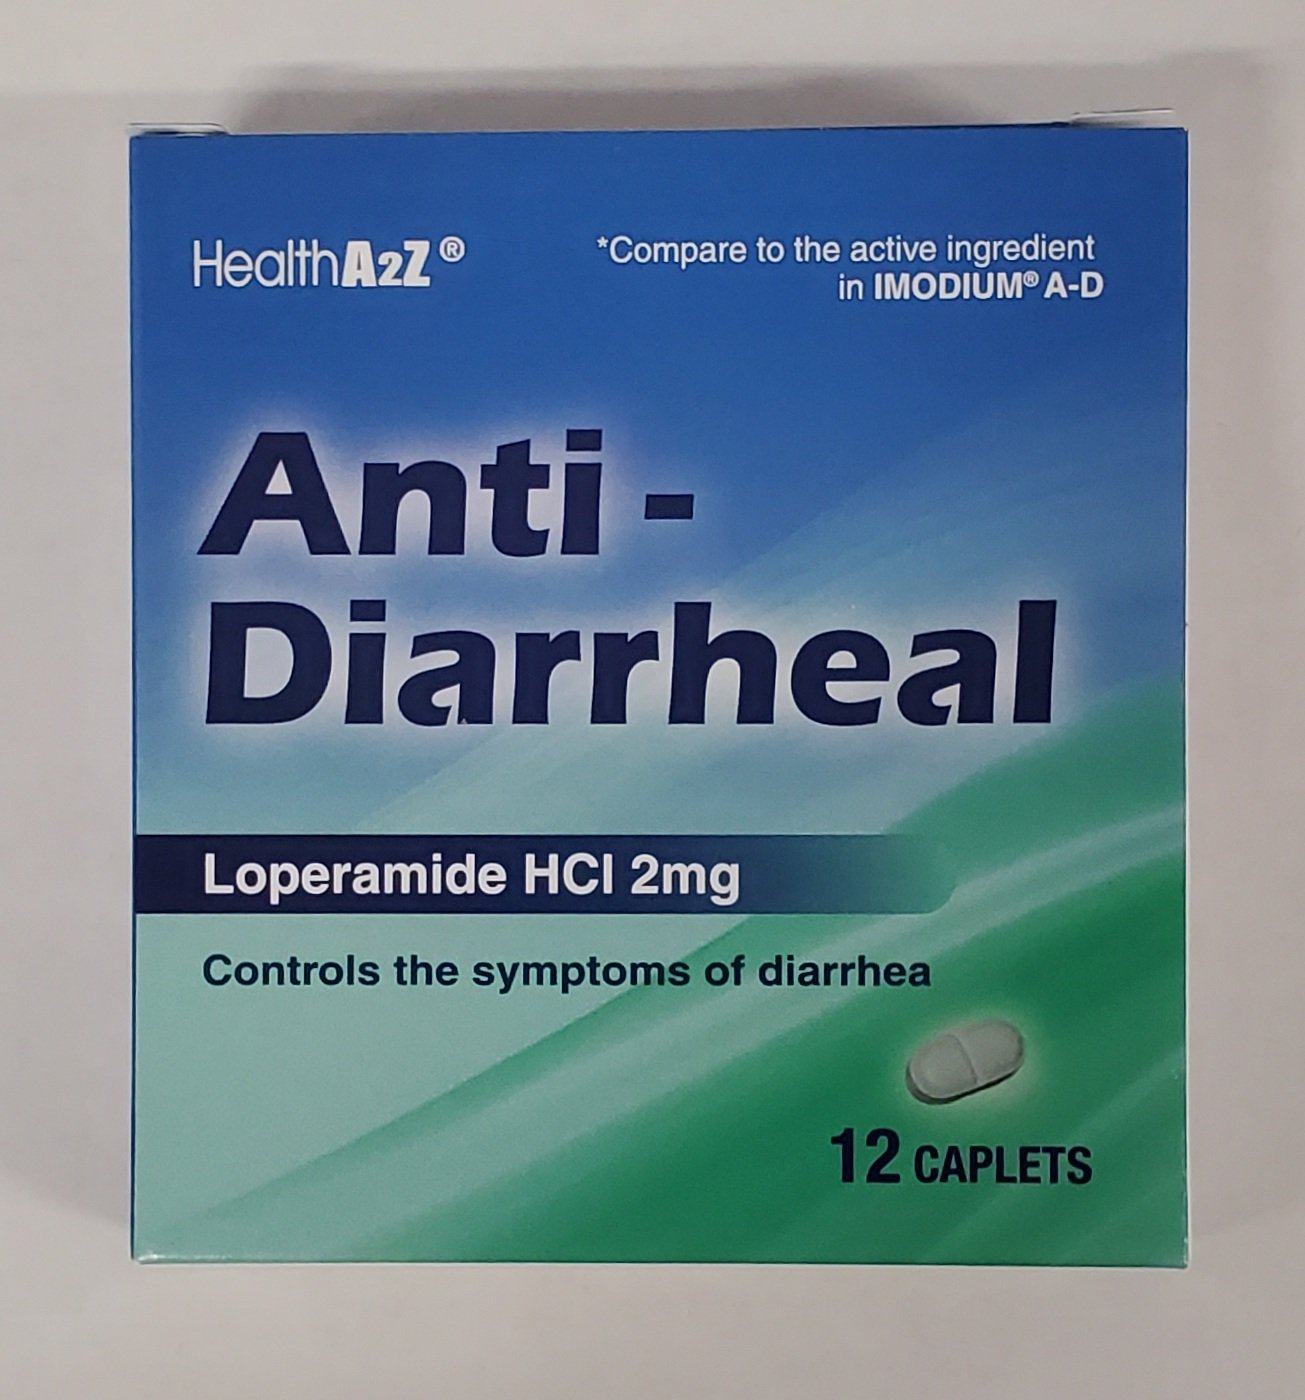 HealthA2Z®
*Compare to the active ingredient
in IMODIUM® A-D
Anti-
Diarrheal
Loperamide HCl 2mg
Controls the symptoms of diarrhea
12 CAPLETS